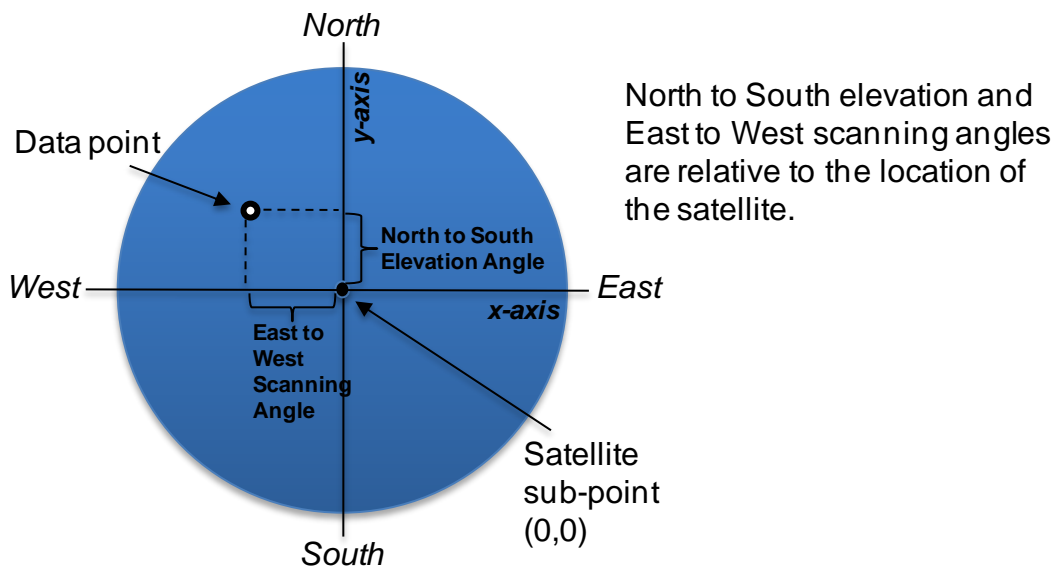 North
y-axis
North to South elevation and
East to West scanning angles
are relative to the location of
the satellite.
Data point
North to South
Elevation Angle
West
East
x-axis
East to
West
Scanning
Angle
Satellite
sub-point
(0,0)
South